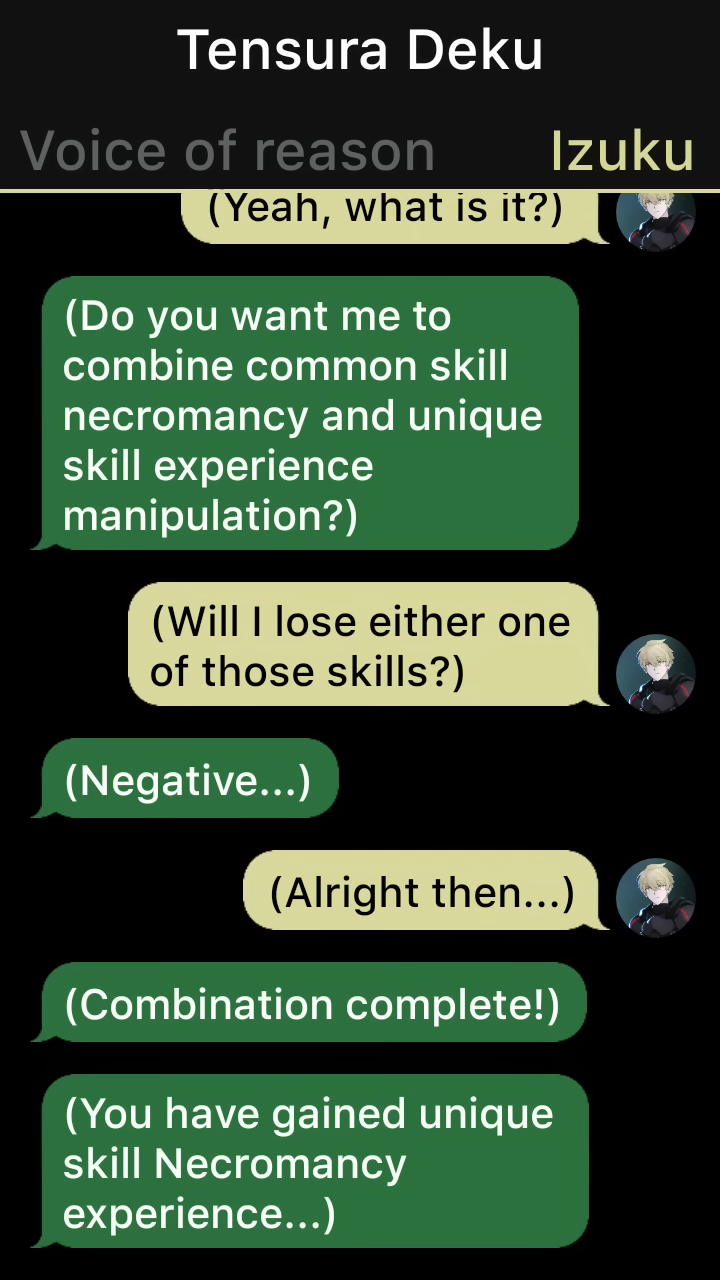 Tensura Deku
Voice of reason Izuku
(Yeah, what is it?)
(Do you want me to
combine common skill
necromancy and unique
skill experience
manipulation?)
(Will I lose either one
of those skills?)
(Negative...)
(Alright then...)
(Combination complete!)
(You have gained unique
skill Necromancy
experience...)